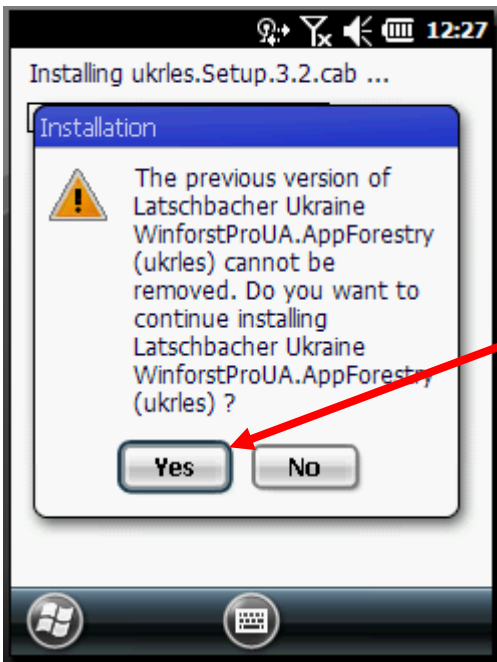 12:27
Installing ukrles.Setup.3.2.cab ...
Installation
The previous version of
Latschbacher Ukraine
WinforstProUA.AppForestry
(ukrles) cannot be
removed. Do you want to
continue installing
Latschbacher Ukraine
WinforstProUA.AppForestry
(ukrles) ?
Yes No